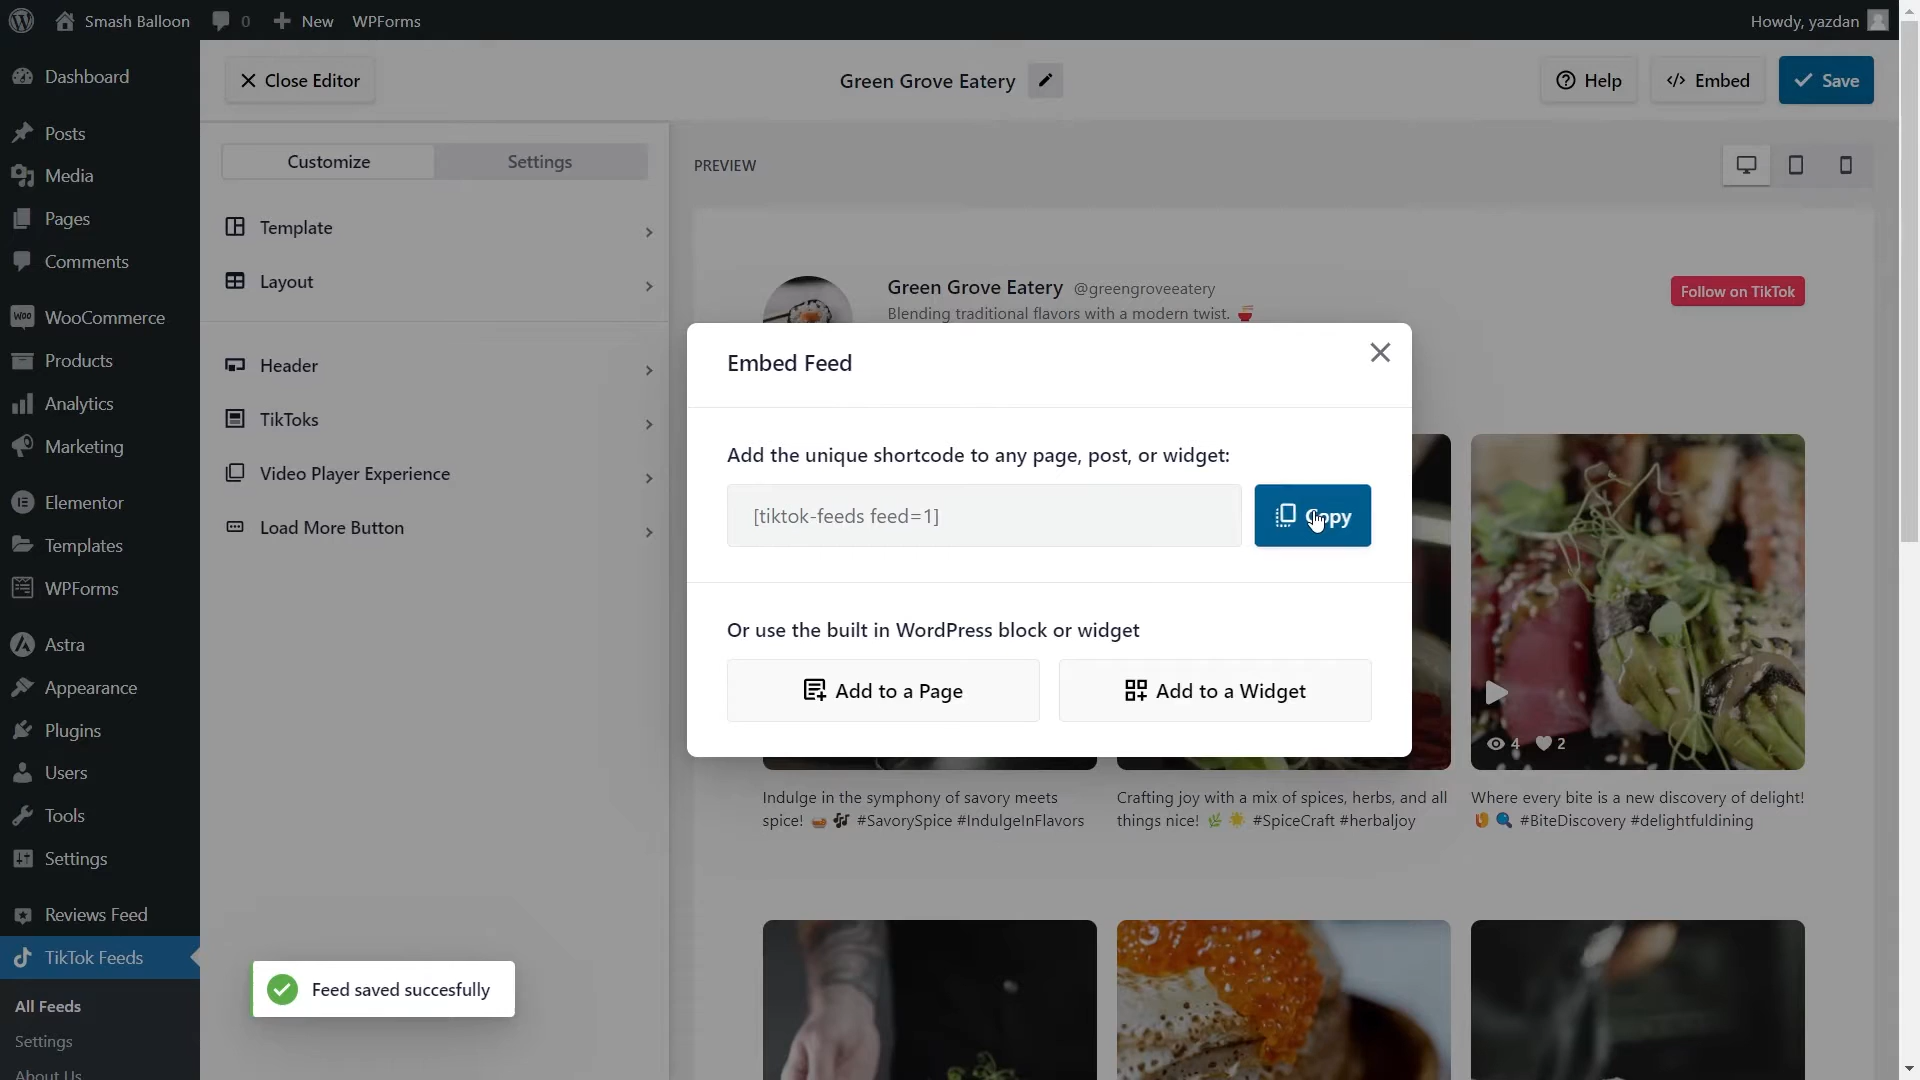 Smash Balloon 0 New WPForms Howdy, yazdan
Dashboard
Posts
Media
Pages
Comments
WooCommerce
Products
Analytics
Marketing
Elementor
Templates
WPForms
Astra
Appearance
Plugins
Users
Tools
Settings
Reviews Feed
TikTok Feeds
All Feeds
Settings
About Us
Close Editor
Green Grove Eatery
Help
Embed
Save
Customize
Settings
Template
Layout
Header
TikToks
Video Player Experience
Load More Button
PREVIEW
Green Grove Eatery @greengroveeatery
Blending traditional flavors with a modern twist.
Follow on TikTok
Embed Feed
Add the unique shortcode to any page, post, or widget:
[tiktok-feeds feed=1]
Copy
Or use the built in WordPress block or widget
Add to a Page
Add to a Widget
4 2
Indulge in the symphony of savory meets
spice! 🍛 🎶 #SavorySpice #IndulgeInFlavors
Crafting joy with a mix of spices, herbs, and all
things nice! 🌿 🌟 #SpiceCraft #herbaljoy
Where every bite is a new discovery of delight!
#BiteDiscovery #delightfuldining
Feed saved succesfully